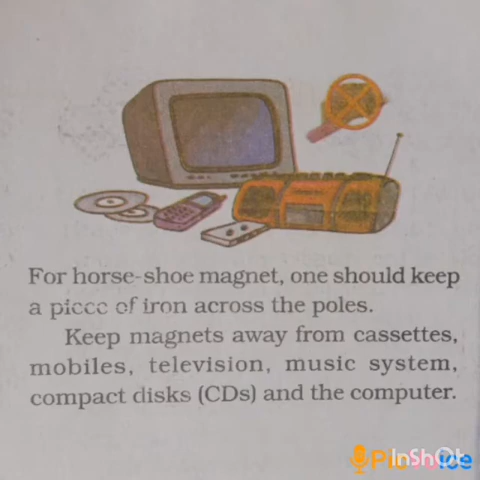 For horse-shoe magnet, one should keep
a piece of iron across the poles.
Keep magnets away from cassettes,
mobiles, television, music system,
compact disks (CDs) and the computer.
InShOt